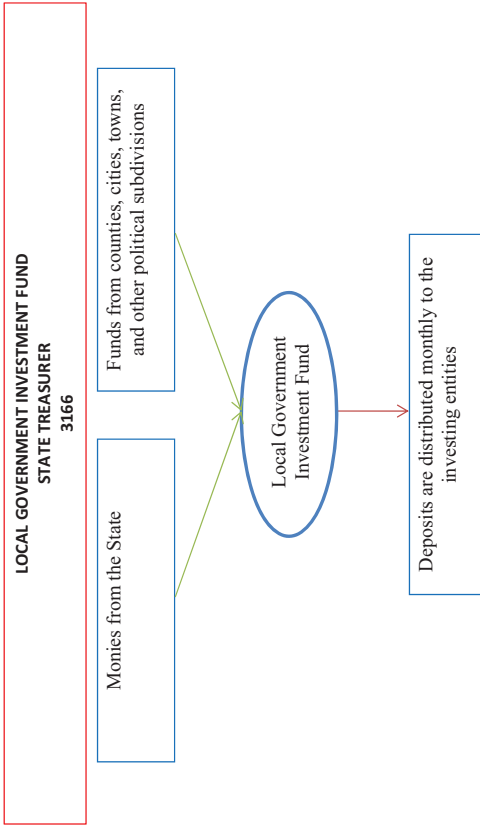 LOCAL GOVERNMENT INVESTMENT FUND
STATE TREASURER
3166
Monies from the State
Funds from counties, cities, towns,
and other political subdivisions
Local Government
Investment Fund
Deposits are distributed monthly to the
investing entities